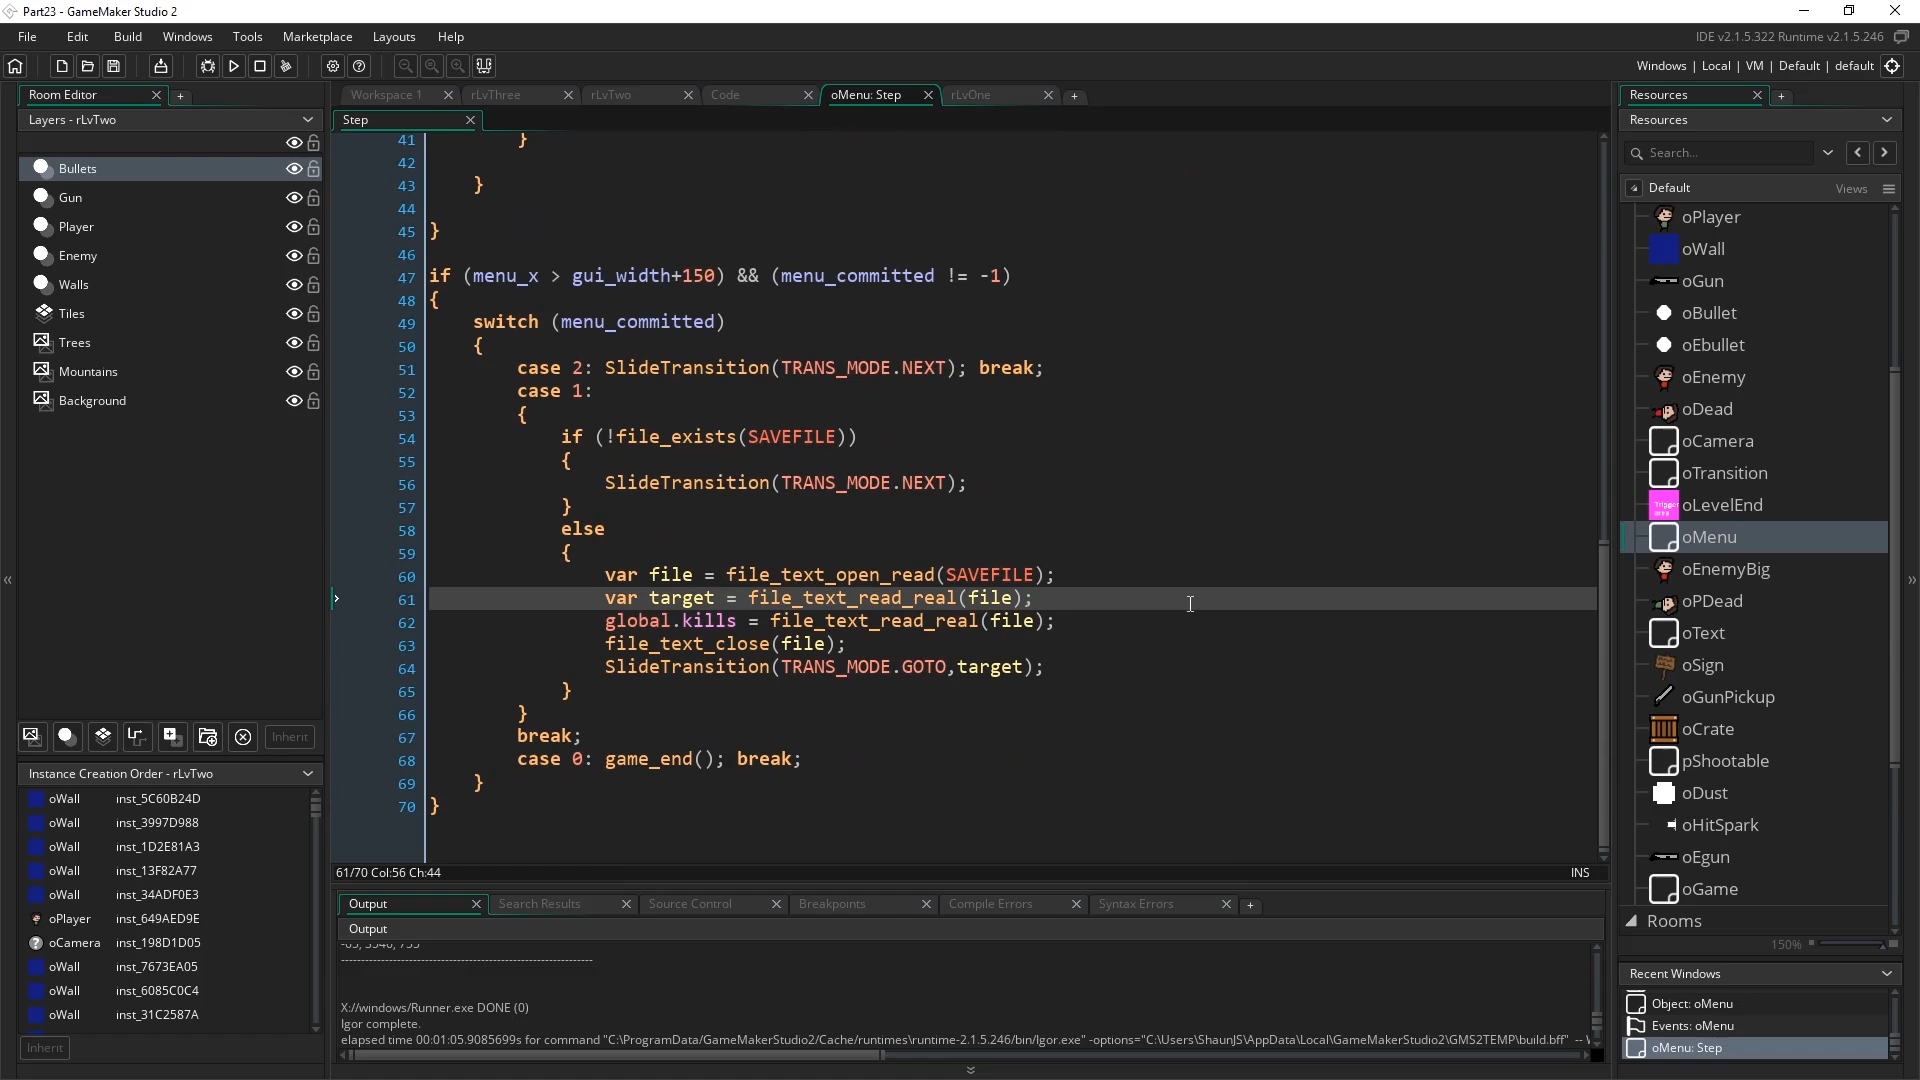 Part23 - GameMaker Studio 2
File Edit Build Windows Tools Marketplace Layouts Help
IDE v2.1.5.322 Runtime v2.1.5.246
Windows | Local | VM | Default | default
Room Editor
Layers - rLvTwo
Bullets
Gun
Player
Enemy
Walls
Tiles
Trees
Mountains
Background
Inherit
Instance Creation Order - rLvTwo
oWall inst_5C60B24D
oWall inst_3997D988
oWall inst_1D2E81A3
oWall inst_13F82A77
oWall inst_34ADF0E3
oPlayer inst_649AED9E
oCamera inst_198D1D05
oWall inst_7673EA05
oWall inst_6085C0C4
oWall inst_31C2587A
Inherit
Workspace 1 rLvThree rLvTwo Code oMenu: Step rLvOne
Step
41 }
42
43 }
44
45 }
46
47 if (menu_x > gui_width+150) && (menu_committed != -1)
48 {
49 switch (menu_committed)
50 {
51 case 2: SlideTransition(TRANS_MODE.NEXT); break;
52 case 1:
53 {
54 if (!file_exists(SAVEFILE))
55 {
56 SlideTransition(TRANS_MODE.NEXT);
57 }
58 else
59 {
60 var file = file_text_open_read(SAVEFILE);
61 var target = file_text_read_real(file);
62 global.kills = file_text_read_real(file);
63 file_text_close(file);
64 SlideTransition(TRANS_MODE.GOTO,target);
65 }
66 }
67 break;
68 case 0: game_end(); break;
69 }
70 }
61/70 Col:56 Ch:44 INS
Output Search Results Source Control Breakpoints Compile Errors Syntax Errors
Output
X://windows/Runner.exe DONE (0)
Igor complete.
elapsed time 00:01:05.9085699s for command "C:\ProgramData/GameMakerStudio2/Cache/runtimes\runtime-2.1.5.246/bin/Igor.exe" -options="C:\Users\ShaunJS\AppData\Local\GameMakerStudio2\GMS2TEMP\build.bff" --
Resources
Resources
Search...
Default Views
oPlayer
oWall
oGun
oBullet
oEbullet
oEnemy
oDead
oCamera
oTransition
oLevelEnd
oMenu
oEnemyBig
oPDead
oText
oSign
oGunPickup
oCrate
pShootable
oDust
oHitSpark
oEgun
oGame
Rooms
150%
Recent Windows
Object: oMenu
Events: oMenu
oMenu: Step